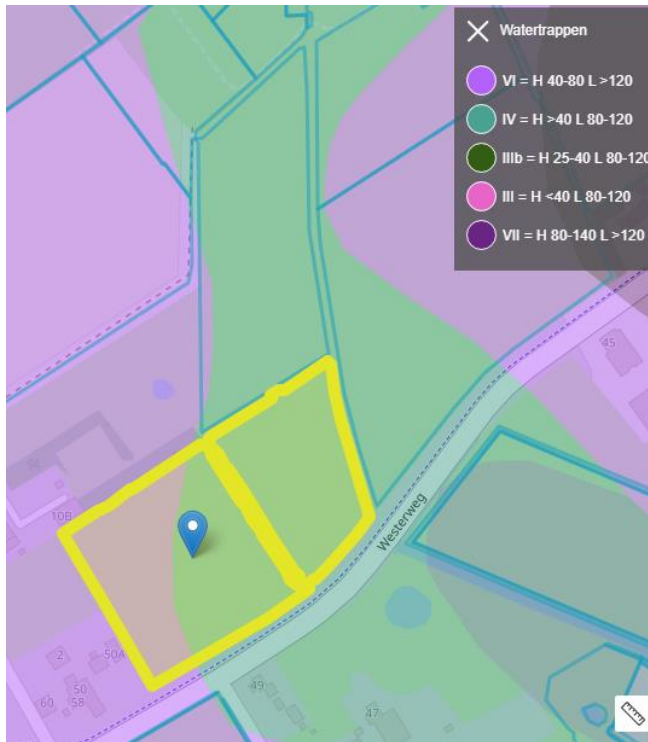 Watertrappen
VI = H 40-80 L >120
IV = H >40 L 80-120
IIIb = H 25-40 L 80-120
III = H <40 L 80-120
VII = H 80-140 L >120
45
10B
Westerweg
2
50A
50
58
60
49
47